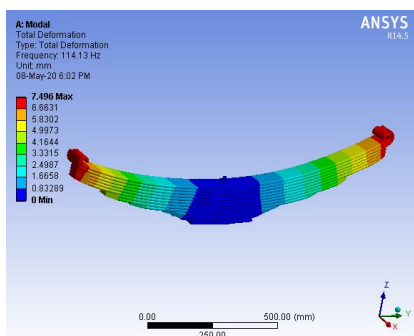 A: Modal
Total Deformation
Type: Total Deformation
Frequency: 114.13 Hz
Unit: mm
08-May-20 6:02 PM
ANSYS
R14.5
7.496 Max
6.6631
5.8302
4.9973
4.1644
3.3315
2.4987
1.6658
0.83289
0 Min
0.00 500.00 (mm)
250.00
Z
Y
X